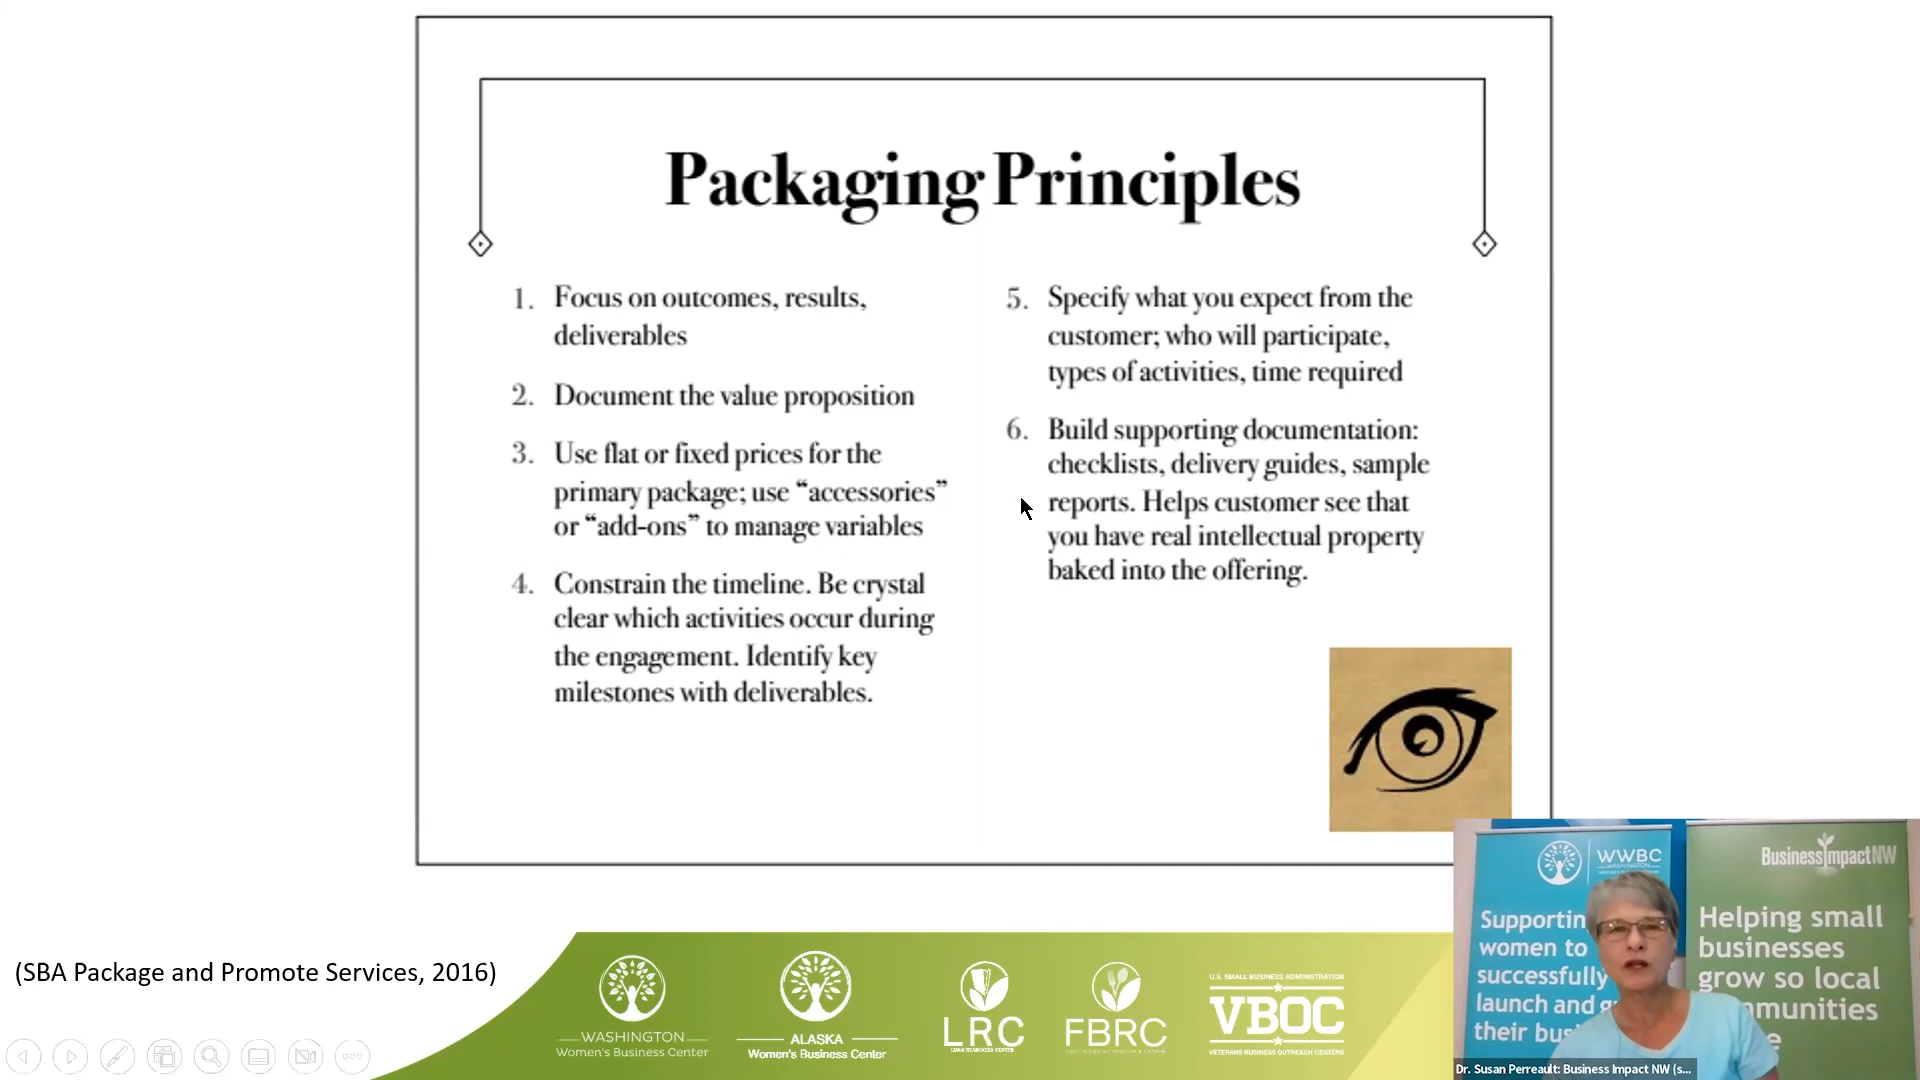 Packaging Principles
1. Focus on outcomes, results,
deliverables
2. Document the value proposition
3. Use flat or fixed prices for the
primary package; use “accessories”
or “add-ons” to manage variables
4. Constrain the timeline. Be crystal
clear which activities occur during
the engagement. Identify key
milestones with deliverables.
5. Specify what you expect from the
customer; who will participate,
types of activities, time required
6. Build supporting documentation:
checklists, delivery guides, sample
reports. Helps customer see that
you have real intellectual property
baked into the offering.
(SBA Package and Promote Services, 2016)
WASHINGTON
Women's Business Center
ALASKA
Women's Business Center
LRC
FBRC
U.S. SMALL BUSINESS ADMINISTRATION
VBOC
VETERANS BUSINESS OUTREACH CENTERS
WWBC
WASHINGTON
Women's Business Center
Supportin
women to
successfully
launch and g
their bus
BusinessImpactNW
Helping small
businesses
grow so local
mmunities
e
Dr. Susan Perreault: Business Impact NW (s...